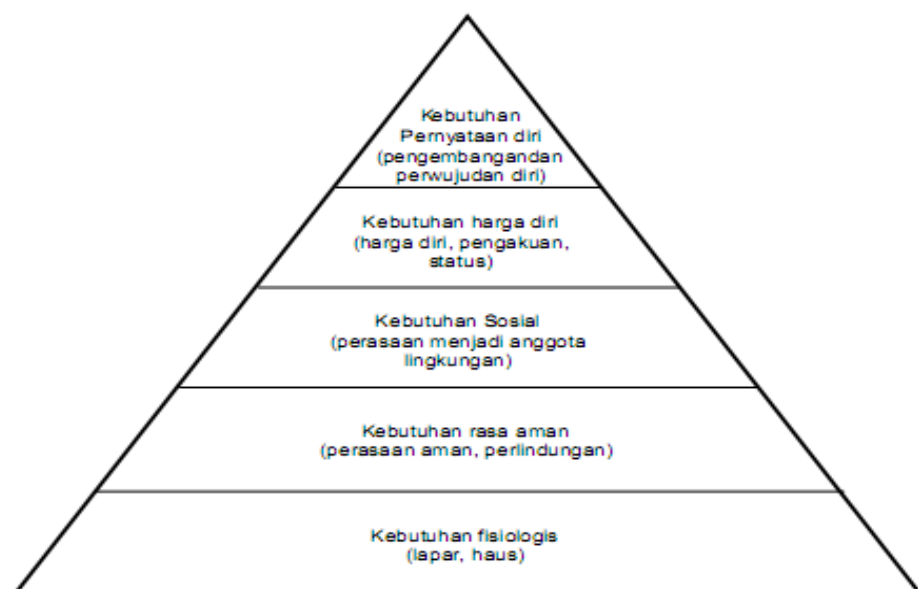 Kebutuhan
Pernyataan diri
(pengembangandan
perwujudan diri)
Kebutuhan harga diri
(harga diri, pengakuan,
status)
Kebutuhan Sosial
(perasaan menjadi anggota
lingkungan)
Kebutuhan rasa aman
(perasaan aman, perlindungan)
Kebutuhan fisiologis
(lapar, haus)